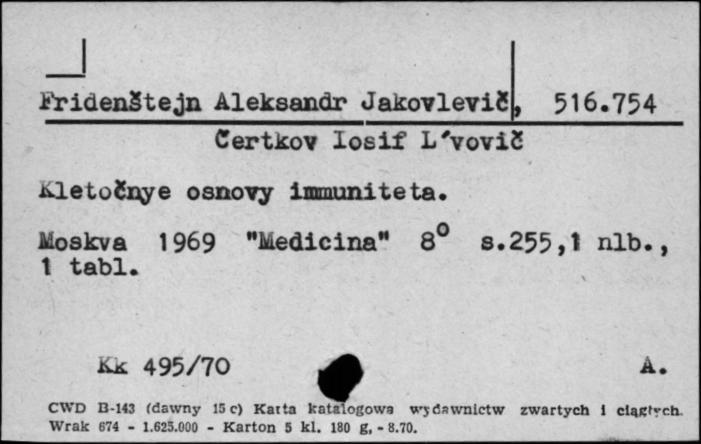 Fridenštejn Aleksandr Jakovlevič, 516.754
Čertkov Iosif L'vovič
Kletočnye osnovy immuniteta.
Moskva 1969 "Medicina" 8° s.255,1 nlb.,
1 tabl.
Kk 495/70 A.
CWD B-143 (dawny 15 c) Karta katalogowa wydawnictw zwartych i ciągłych.
Wrak 674 - 1.625.000 - Karton 5 kl. 180 g, - 8.70.